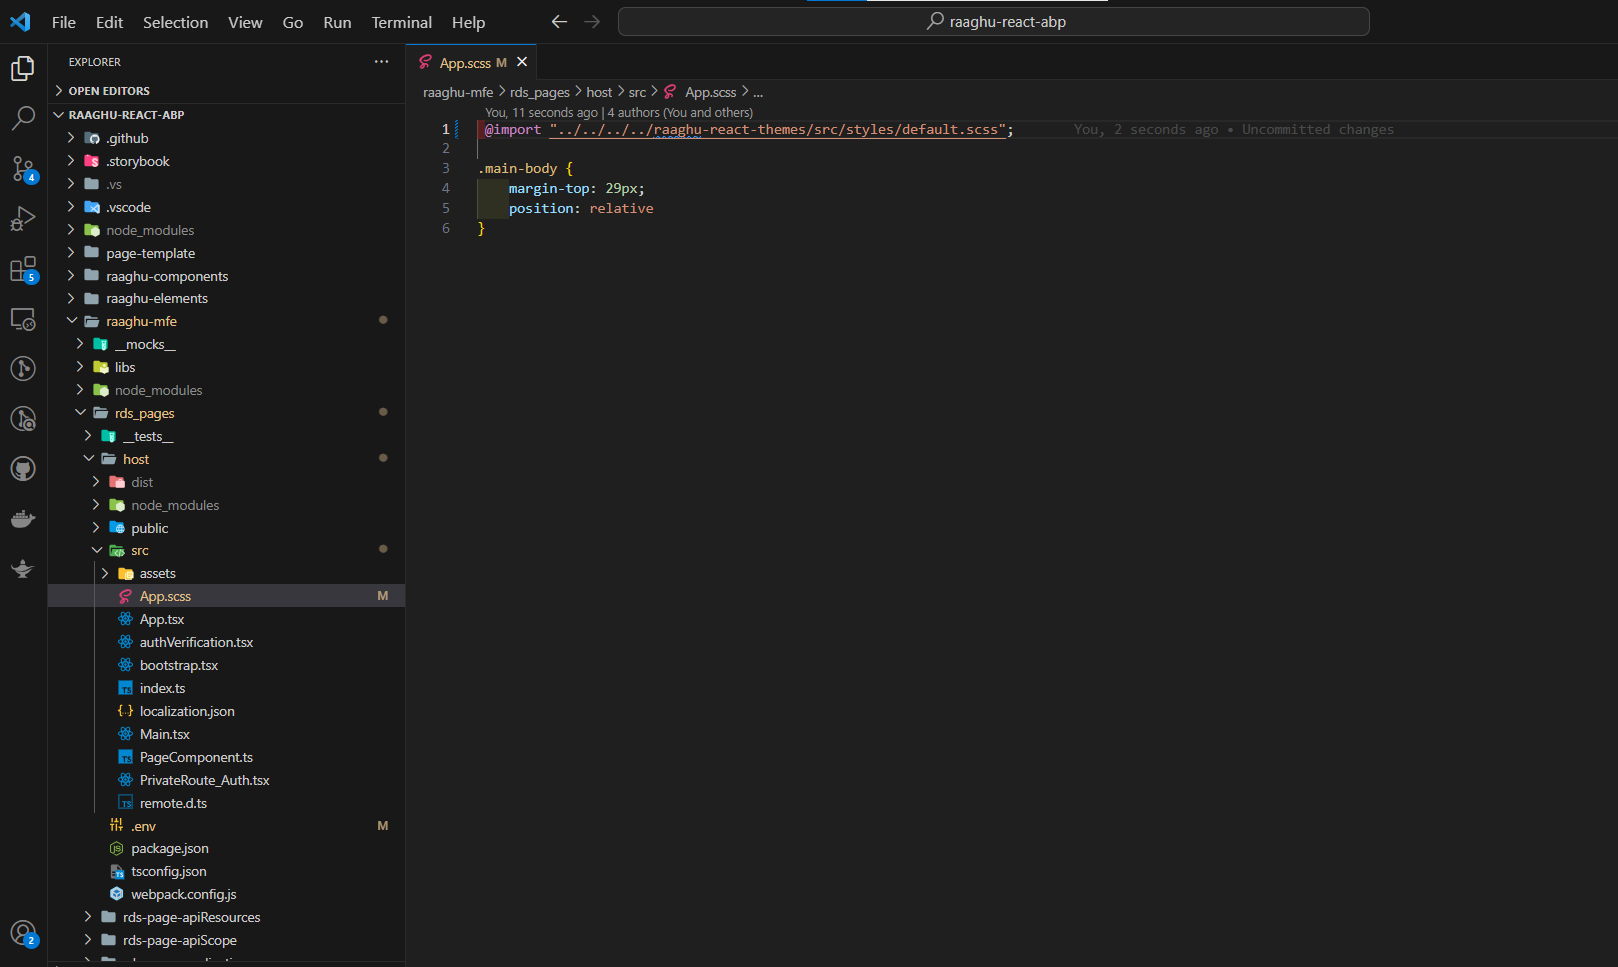 File Edit Selection View Go Run Terminal Help
raaghu-react-abp
EXPLORER
OPEN EDITORS
RAAGHU-REACT-ABP
.github
.storybook
.vs
.vscode
node_modules
page-template
raaghu-components
raaghu-elements
raaghu-mfe
__mocks__
libs
node_modules
rds_pages
__tests__
host
dist
node_modules
public
src
assets
App.scss M
App.tsx
authVerification.tsx
bootstrap.tsx
index.ts
localization.json
Main.tsx
PageComponent.ts
PrivateRoute_Auth.tsx
remote.d.ts
.env M
package.json
tsconfig.json
webpack.config.js
rds-page-apiResources
rds-page-apiScope
4
5
2
App.scss M
raaghu-mfe > rds_pages > host > src > App.scss > ...
You, 11 seconds ago | 4 authors (You and others)
1 @import "../../../../raaghu-react-themes/src/styles/default.scss"; You, 2 seconds ago • Uncommitted changes
2
3 .main-body {
4 margin-top: 29px;
5 position: relative
6 }